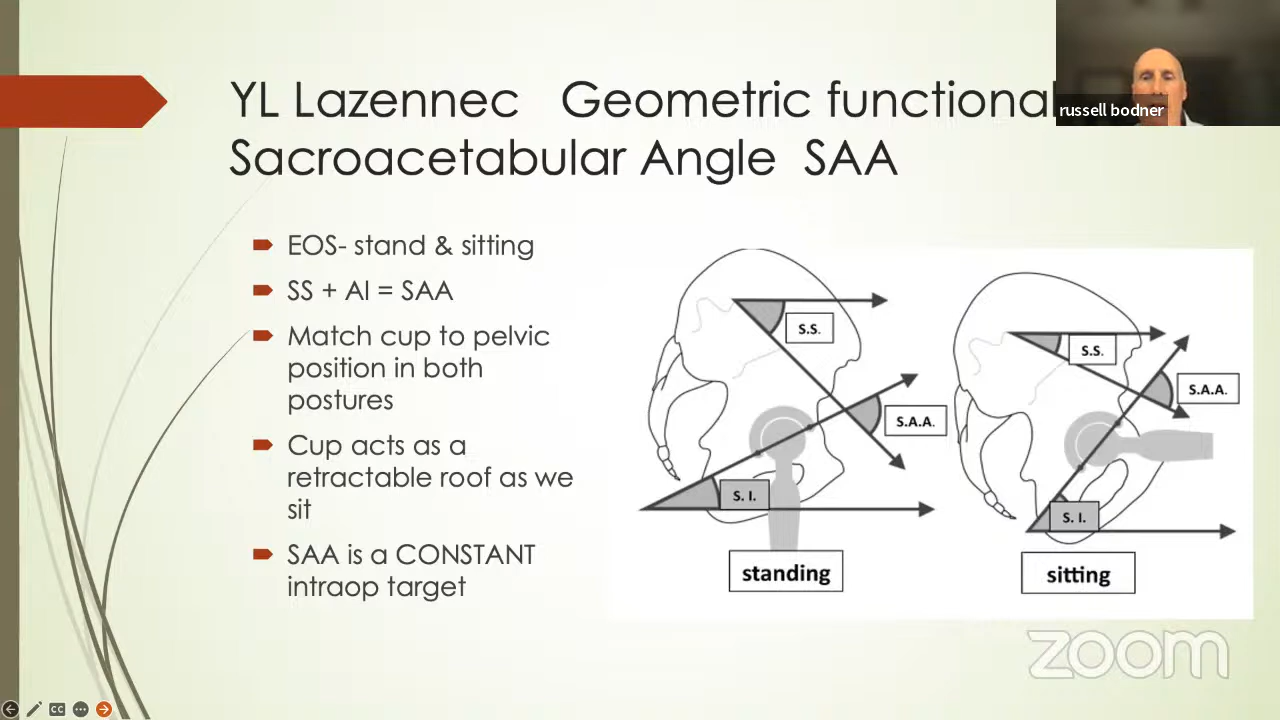 YL Lazennec Geometric functional
Sacroacetabular Angle SAA
russell bodner
EOS- stand & sitting
SS + AI = SAA
Match cup to pelvic
position in both
postures
Cup acts as a
retractable roof as we
sit
SAA is a CONSTANT
intraop target
S.S.
S.A.A.
S. I.
standing
S.S.
S.A.A.
S. I.
sitting
zoom
CC